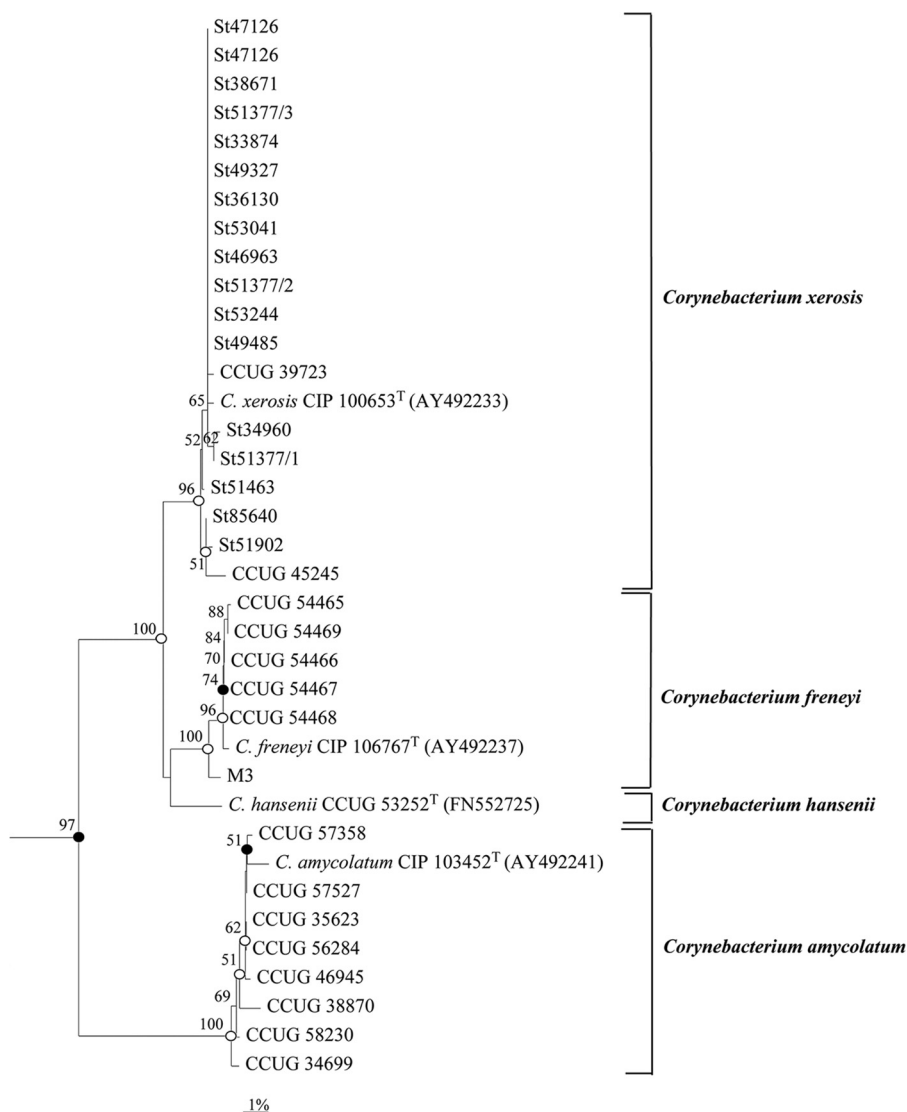 St47126
St47126
St38671
St51377/3
St33874
St49327
St36130
St53041
St46963
St51377/2
Corynebacterium xerosis
St53244
St49485
CCUG 39723
65
C. xerosis CIP 100653T (AY492233)
St34960
52
62
St51377/1
96
St51463
St85640
St51902
51
CCUG 45245
CCUG 54465
88
100
84
CCUG 54469
70
CCUG 54466
74
CCUG 54467
Corynebacterium freneyi
96
CCUG 54468
100
C. freneyi CIP 106767T (AY492237)
M3
C. hansenii CCUG 53252T (FN552725)
Corynebacterium hansenii
97
CCUG 57358
51
C. amycolatum CIP 103452T (AY492241)
CCUG 57527
CCUG 35623
62
CCUG 56284
Corynebacterium amycolatum
51
CCUG 46945
69
CCUG 38870
100
CCUG 58230
CCUG 34699
1%